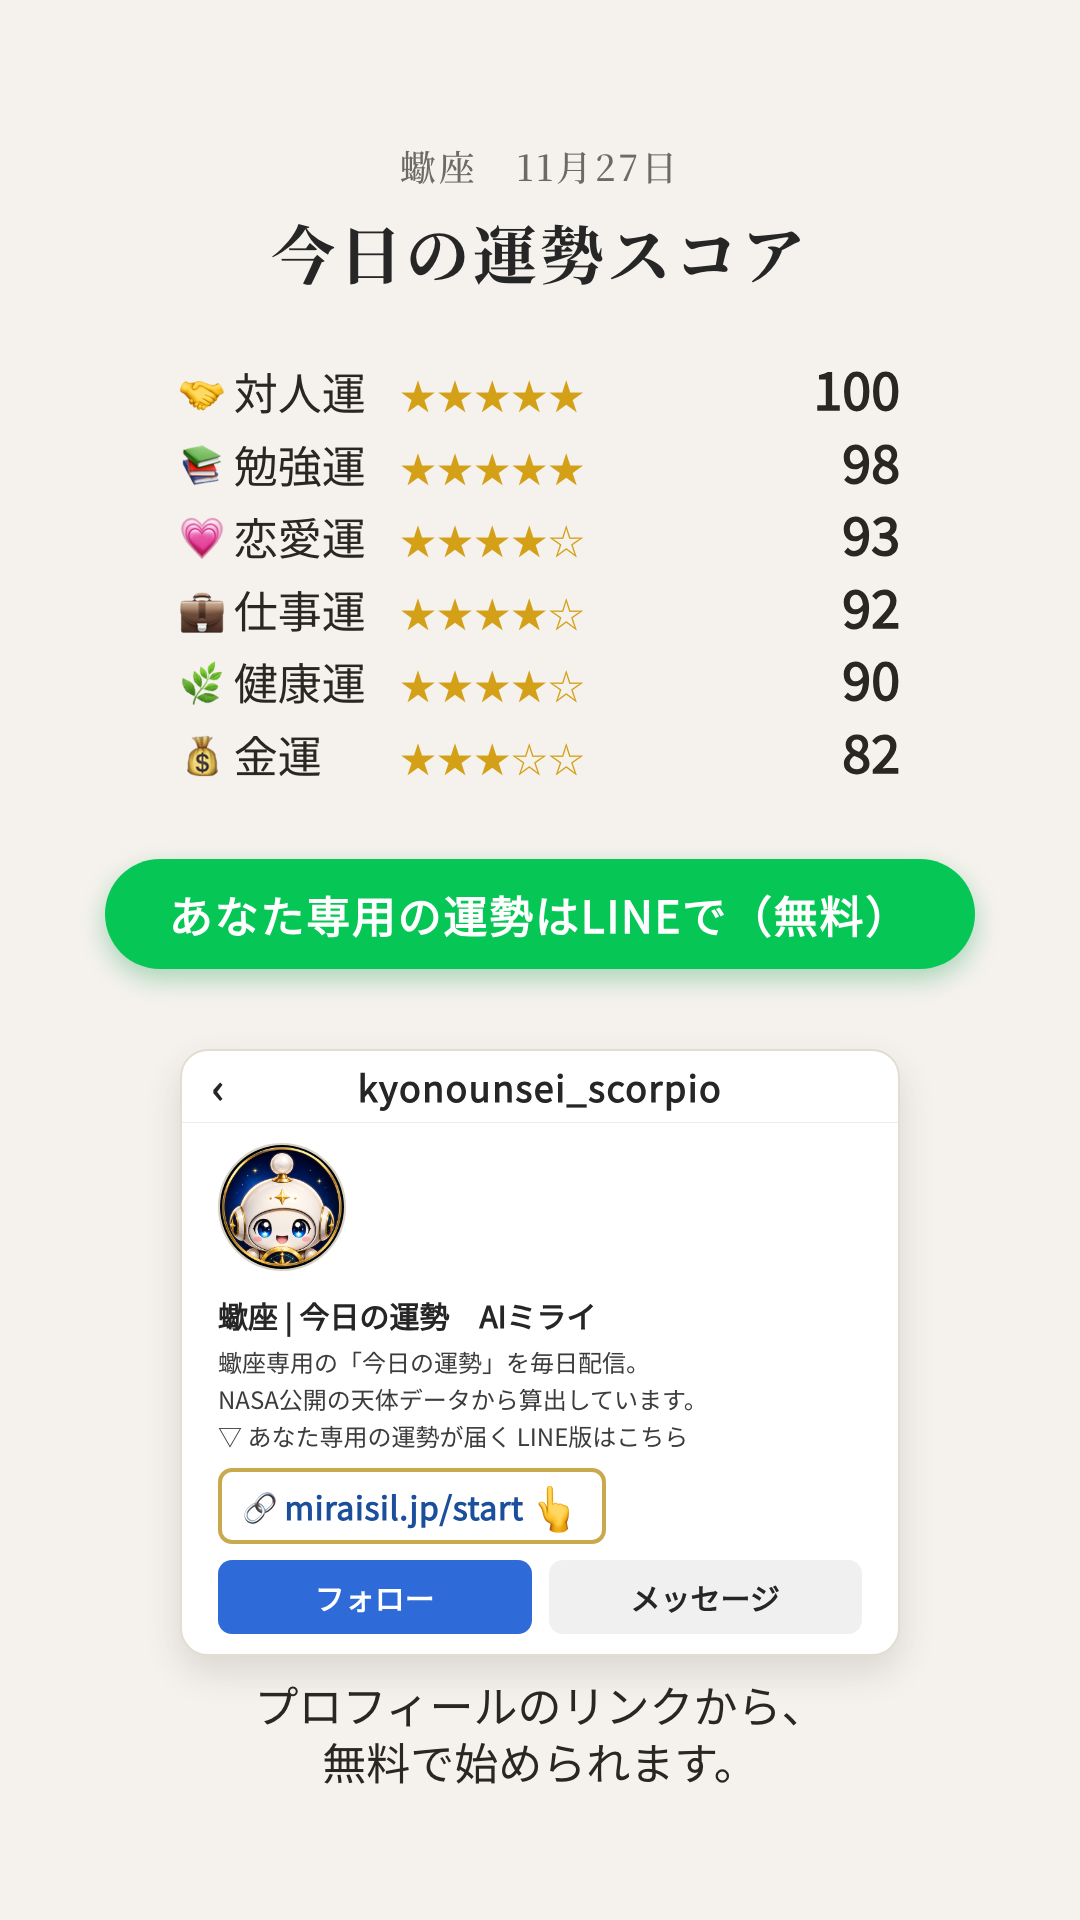 蠍座　11月27日
今日の運勢スコア
🤝 対人運 ★★★★★ 100
📚 勉強運 ★★★★★ 98
💗 恋愛運 ★★★★☆ 93
💼 仕事運 ★★★★☆ 92
🌿 健康運 ★★★★☆ 90
💰 金運 ★★★☆☆ 82
あなた専用の運勢はLINEで（無料）
‹ kyonounsei_scorpio
蠍座 | 今日の運勢　AIミライ
蠍座専用の「今日の運勢」を毎日配信。
NASA公開の天体データから算出しています。
▽ あなた専用の運勢が届く LINE版はこちら
🔗 miraisil.jp/start 👆
フォロー メッセージ
プロフィールのリンクから、
無料で始められます。